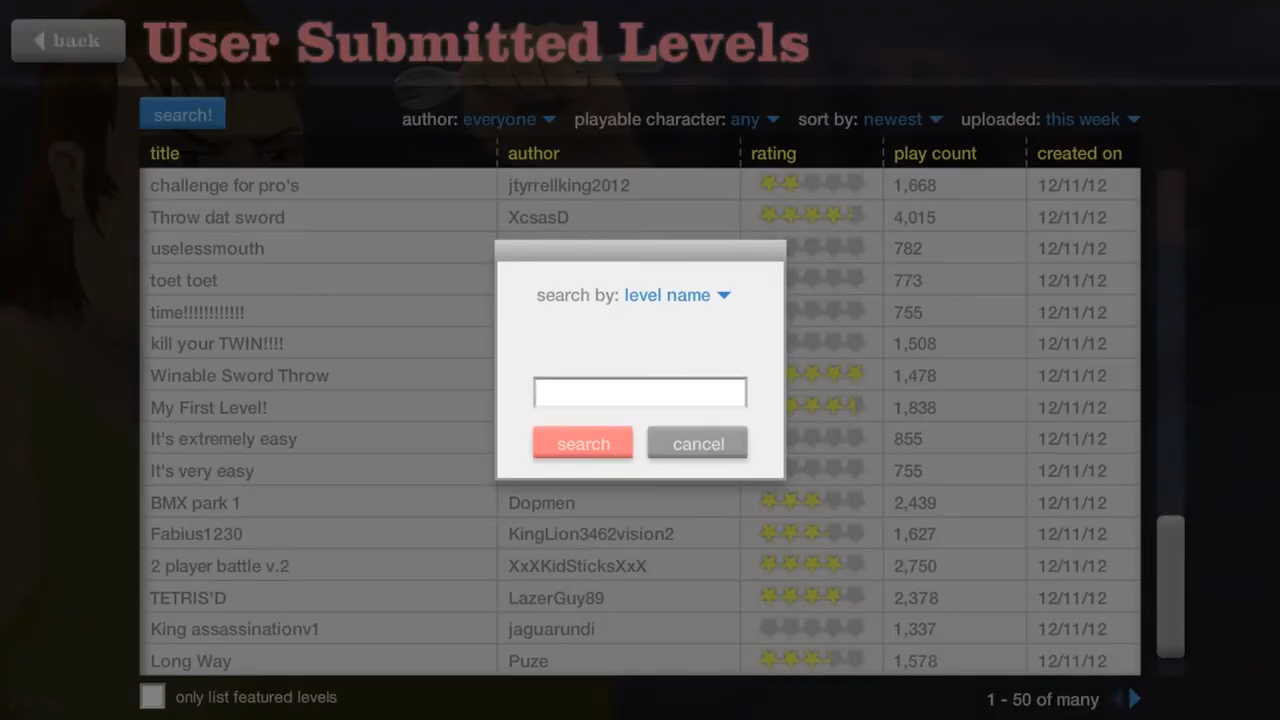 back
User Submitted Levels
search!
author: everyone playable character: any sort by: newest uploaded: this week
title author rating play count created on
challenge for pro's jtyrrellking2012 1,668 12/11/12
Throw dat sword XcsasD 4,015 12/11/12
uselessmouth 782 12/11/12
toet toet 773 12/11/12
time!!!!!!!!!!!! 755 12/11/12
kill your TWIN!!!! 1,508 12/11/12
Winable Sword Throw 1,478 12/11/12
My First Level! 1,838 12/11/12
It's extremely easy 855 12/11/12
It's very easy 755 12/11/12
BMX park 1 Dopmen 2,439 12/11/12
Fabius1230 KingLion3462vision2 1,627 12/11/12
2 player battle v.2 XxXKidSticksXxX 2,750 12/11/12
TETRIS'D LazerGuy89 2,378 12/11/12
King assassinationv1 jaguarundi 1,337 12/11/12
Long Way Puze 1,578 12/11/12
search by: level name
search cancel
only list featured levels
1 - 50 of many